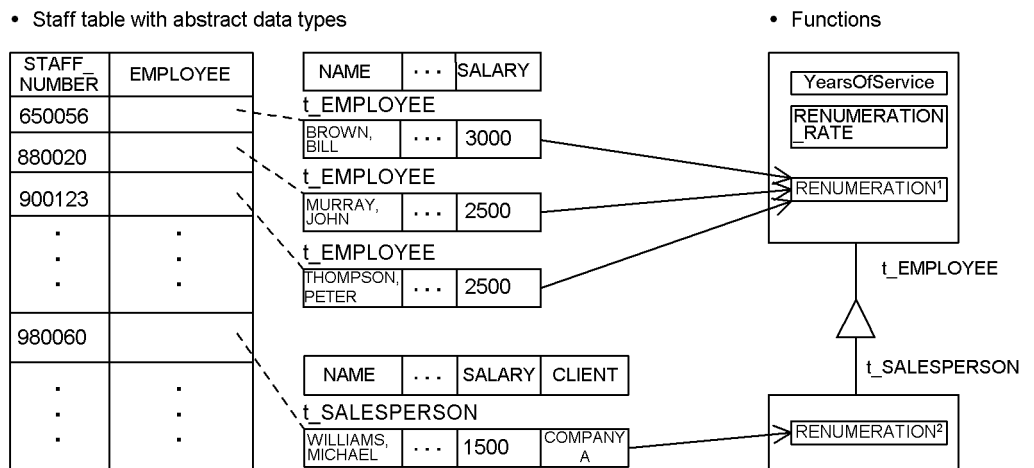 • Staff table with abstract data types
• Functions
STAFF_
NUMBER
EMPLOYEE
650056
880020
900123
980060
NAME ... SALARY
t_EMPLOYEE
BROWN,
BILL
... 3000
t_EMPLOYEE
MURRAY,
JOHN
... 2500
t_EMPLOYEE
THOMPSON,
PETER
... 2500
NAME ... SALARY CLIENT
t_SALESPERSON
WILLIAMS,
MICHAEL
... 1500
COMPANY
A
YearsOfService
RENUMERATION
_RATE
RENUMERATION¹
t_EMPLOYEE
t_SALESPERSON
RENUMERATION²